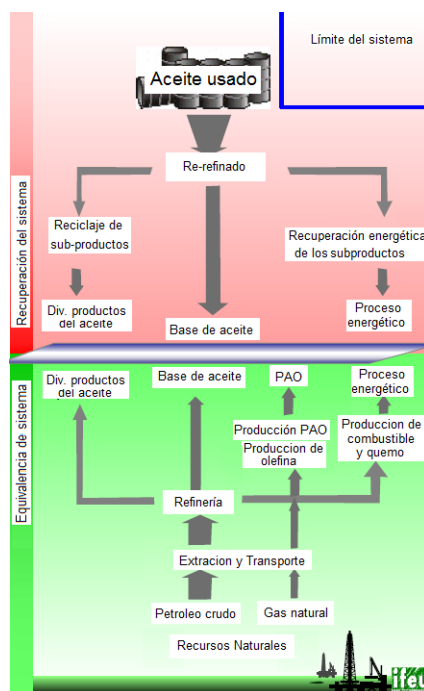 Límite del sistema
Aceite usado
Re-refinado
Reciclaje de
sub-productos
Recuperación energética
de los subproductos
Div. productos
del aceite
Base de aceite
Proceso
energético
Recuperación del sistema
Div. productos
del aceite
Base de aceite
PAO
Proceso
energético
Producción PAO
Produccion de
olefina
Produccion de
combustible
y quemo
Refinería
Extracion y Transporte
Petroleo crudo
Gas natural
Recursos Naturales
Equivalencia de sistema
ifeu